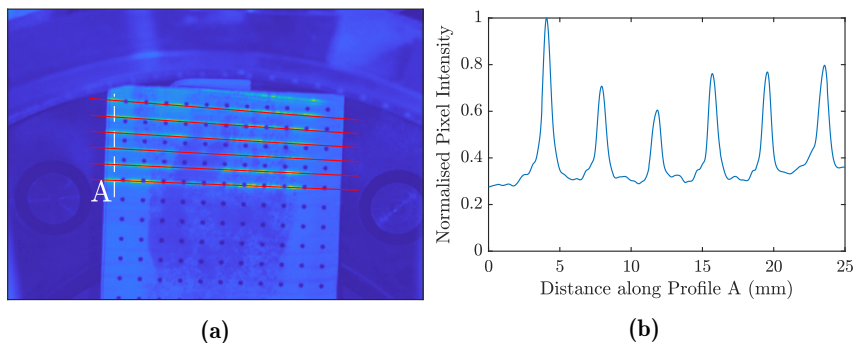 A
(a)
Normalised Pixel Intensity
1
0.8
0.6
0.4
0.2
0
0
5
10
15
20
25
Distance along Profile A (mm)
(b)